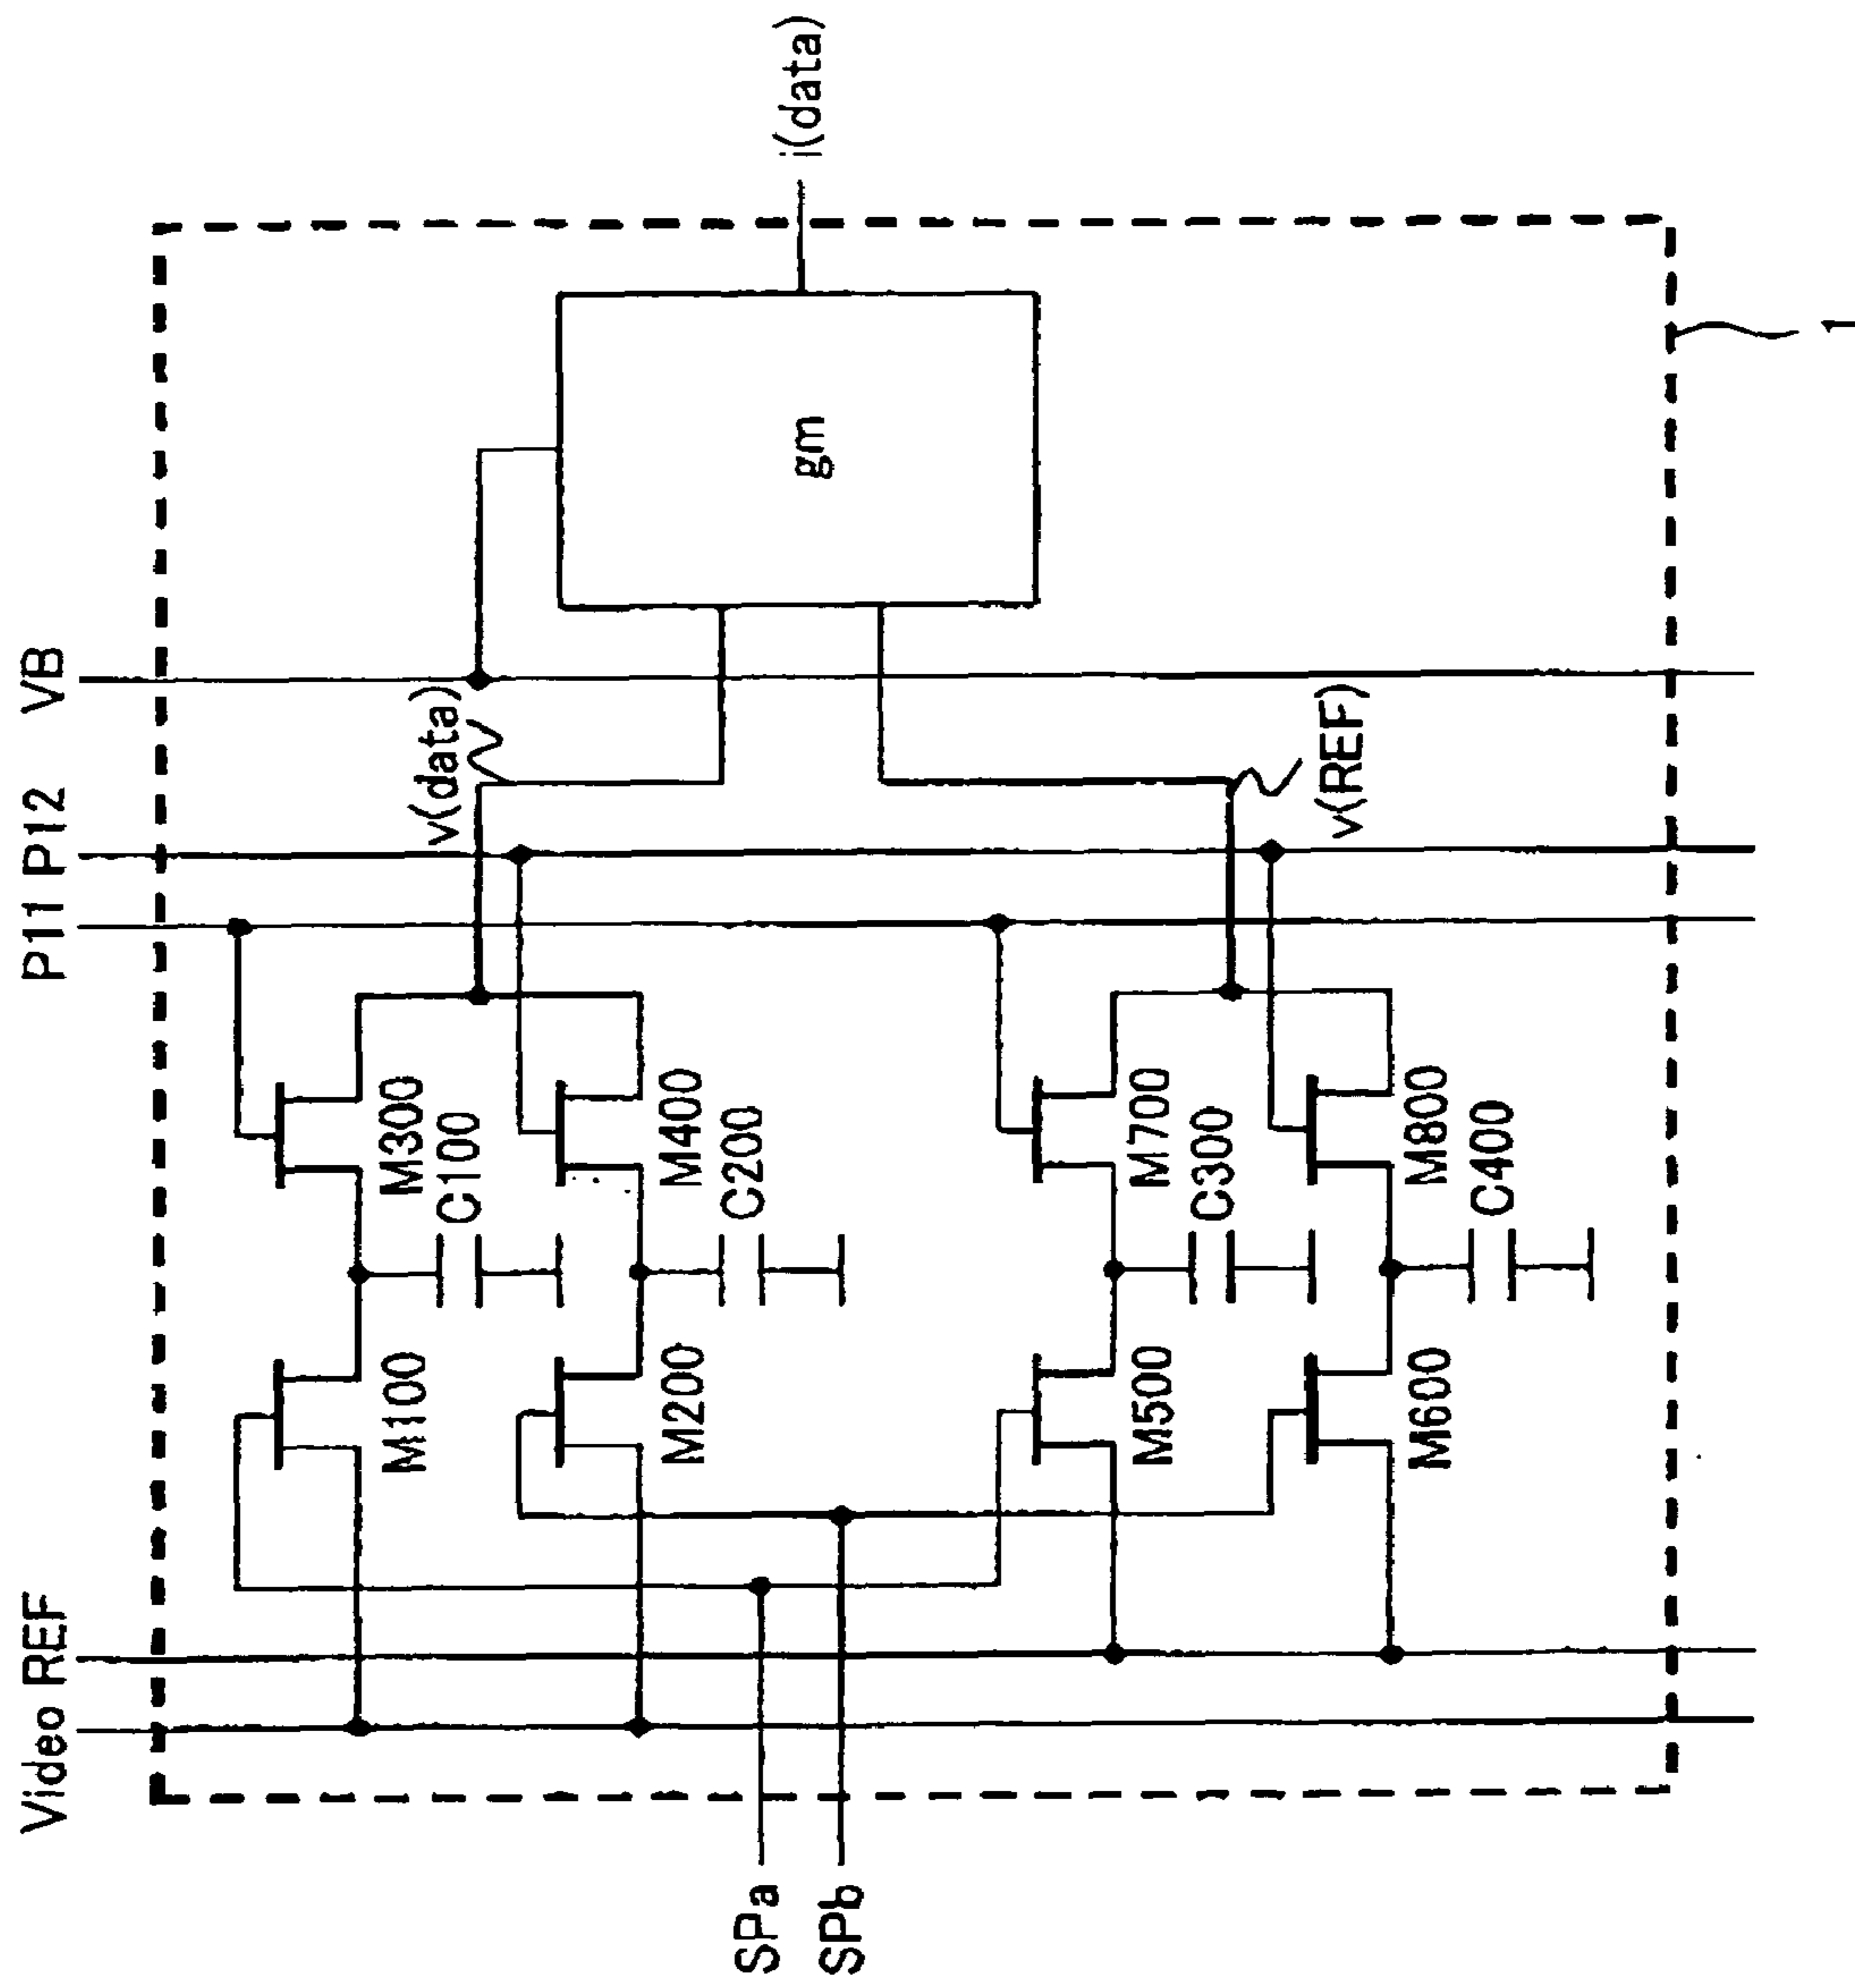 Video REF P11 P12 VB
M100
M300
C100
v(data)
M200
M400
C200
SPa
SPb
gm
i(data)
M500
M700
C300
v(REF)
M600
M800
C400
1